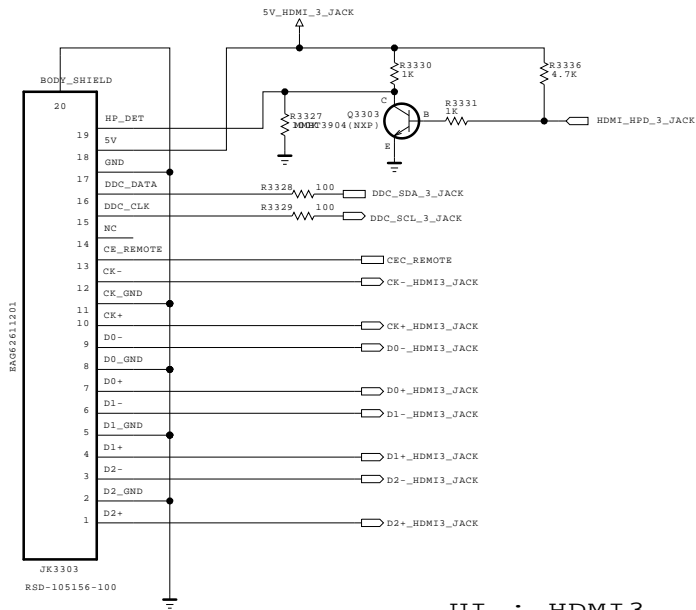 5V_HDMI_3_JACK
R3330
1K
R3336
4.7K
BODY_SHIELD
20
C
Q3303
B
R3331
1K
R3327
MMBT3904(NXP)
HDMI_HPD_3_JACK
E
HP_DET
19
5V
18
GND
17
DDC_DATA
R3328 100
DDC_SDA_3_JACK
16
DDC_CLK
R3329 100
DDC_SCL_3_JACK
15
NC
14
CE_REMOTE
CEC_REMOTE
13
CK-
CK-_HDMI3_JACK
12
CK_GND
11
CK+
CK+_HDMI3_JACK
10
D0-
D0-_HDMI3_JACK
9
D0_GND
8
D0+
D0+_HDMI3_JACK
7
D1-
D1-_HDMI3_JACK
6
D1_GND
5
D1+
D1+_HDMI3_JACK
4
D2-
D2-_HDMI3_JACK
3
D2_GND
2
D2+
D2+_HDMI3_JACK
1
EAG62611201
JK3303
RSD-105156-100